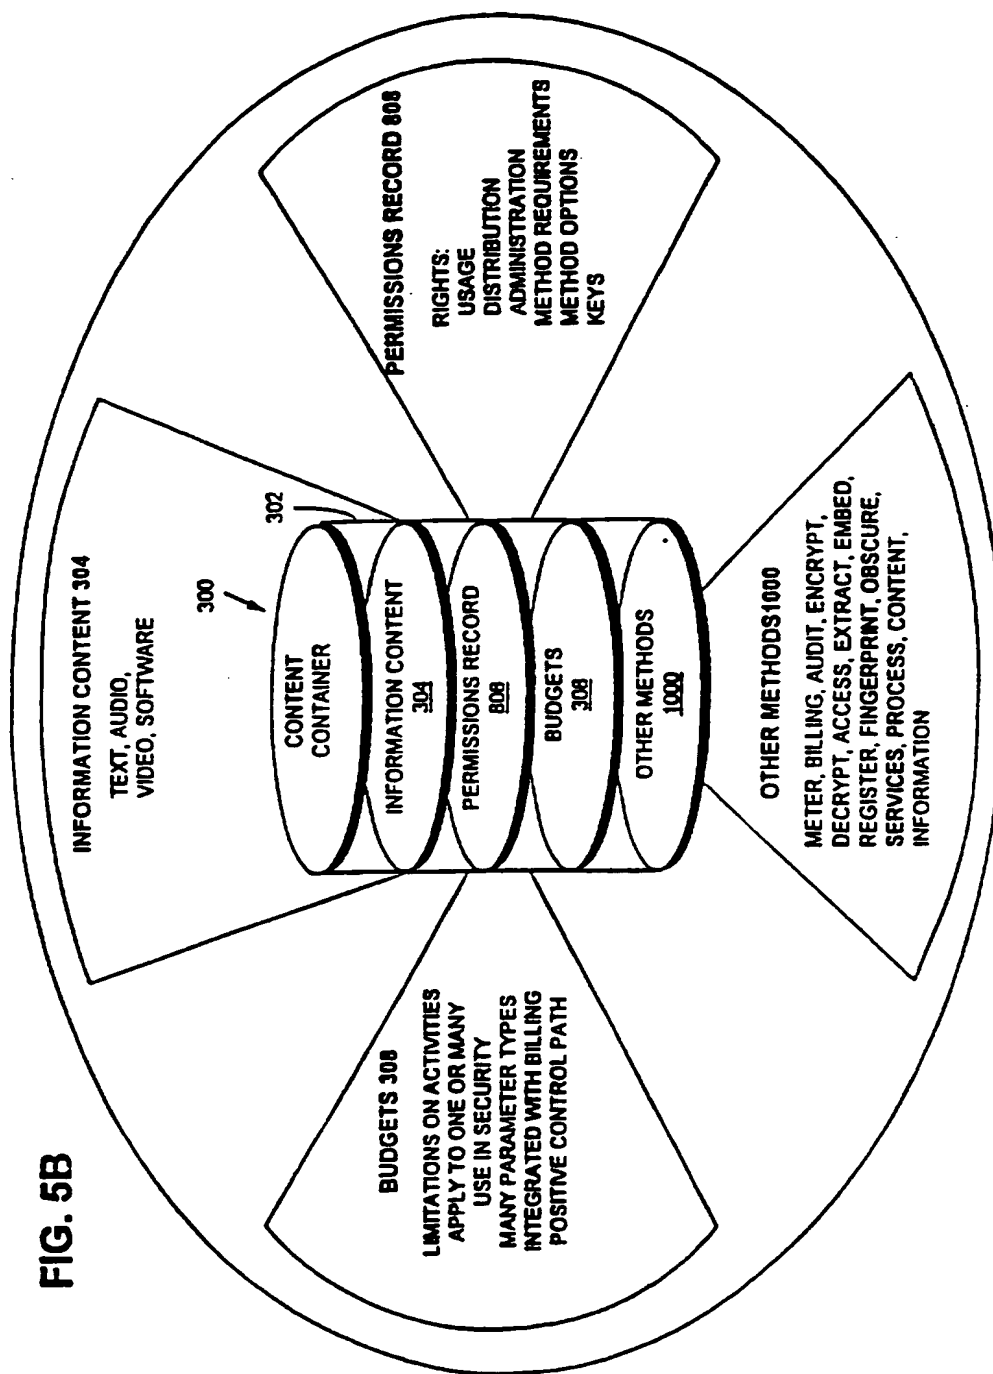 FIG. 5B
INFORMATION CONTENT 304
TEXT, AUDIO,
VIDEO, SOFTWARE
BUDGETS 308
LIMITATIONS ON ACTIVITIES
APPLY TO ONE OR MANY
USE IN SECURITY
MANY PARAMETER TYPES
INTEGRATED WITH BILLING
POSITIVE CONTROL PATH
300
302
CONTENT
CONTAINER
INFORMATION CONTENT
304
PERMISSIONS RECORD
808
BUDGETS
308
OTHER METHODS
1000
PERMISSIONS RECORD 808
RIGHTS:
USAGE
DISTRIBUTION
ADMINISTRATION
METHOD REQUIREMENTS
METHOD OPTIONS
KEYS
OTHER METHODS1000
METER, BILLING, AUDIT, ENCRYPT,
DECRYPT, ACCESS, EXTRACT, EMBED,
REGISTER, FINGERPRINT, OBSCURE,
SERVICES, PROCESS, CONTENT,
INFORMATION